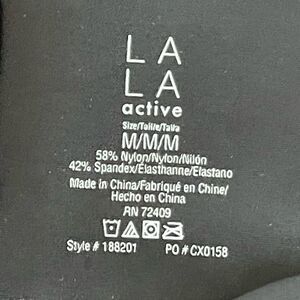 LA
LA
active
Size/Taille/Talla
M/M/M
58% Nylon/Nylon/Nilón
42% Spandex/Élasthanne/Elastano
Made in China/Fabriqué en Chine/
Hecho en China
RN 72409
Style # 188201 PO # CX0158